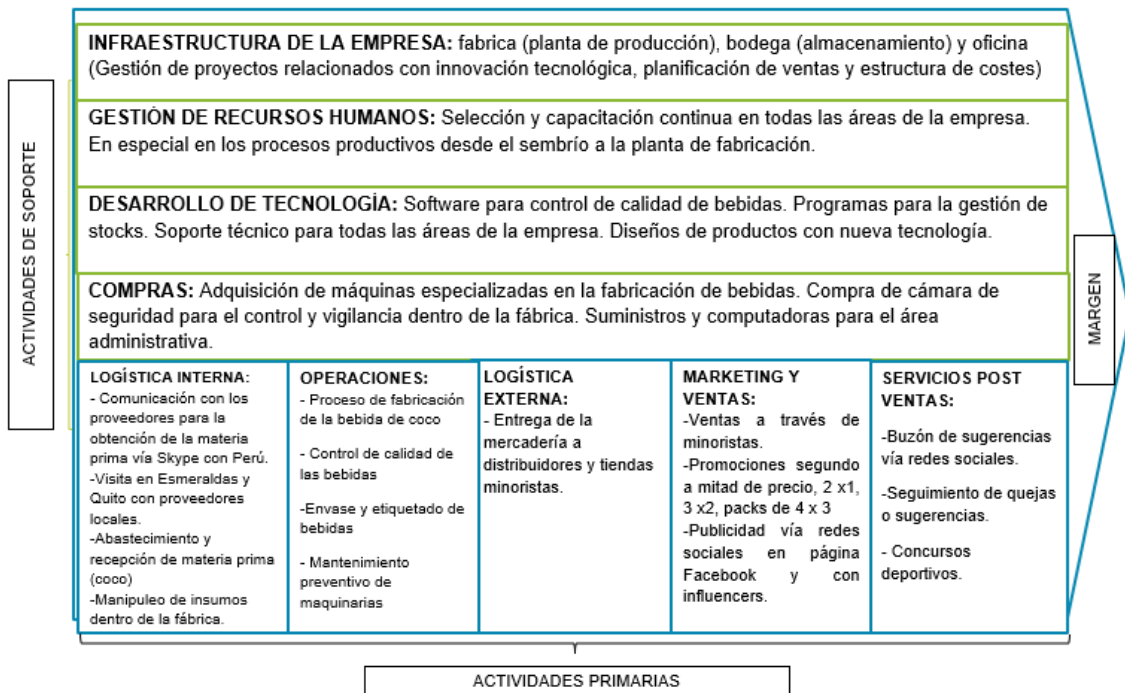 INFRAESTRUCTURA DE LA EMPRESA: fabrica (planta de producción), bodega (almacenamiento) y oficina
(Gestión de proyectos relacionados con innovación tecnológica, planificación de ventas y estructura de costes)
GESTIÓN DE RECURSOS HUMANOS: Selección y capacitación continua en todas las áreas de la empresa.
En especial en los procesos productivos desde el sembrío a la planta de fabricación.
DESARROLLO DE TECNOLOGÍA: Software para control de calidad de bebidas. Programas para la gestión de
stocks. Soporte técnico para todas las áreas de la empresa. Diseños de productos con nueva tecnología.
COMPRAS: Adquisición de máquinas especializadas en la fabricación de bebidas. Compra de cámara de
seguridad para el control y vigilancia dentro de la fábrica. Suministros y computadoras para el área
administrativa.
ACTIVIDADES DE SOPORTE
MARGEN
LOGÍSTICA INTERNA:
- Comunicación con los
proveedores para la
obtención de la materia
prima vía Skype con Perú.
-Visita en Esmeraldas y
Quito con proveedores
locales.
-Abastecimiento y
recepción de materia prima
(coco)
-Manipuleo de insumos
dentro de la fábrica.
OPERACIONES:
- Proceso de fabricación
de la bebida de coco
- Control de calidad de
las bebidas
-Envase y etiquetado de
bebidas
- Mantenimiento
preventivo de
maquinarias
LOGÍSTICA
EXTERNA:
- Entrega de la
mercadería a
distribuidores y tiendas
minoristas.
MARKETING Y
VENTAS:
-Ventas a través de
minoristas.
-Promociones segundo
a mitad de precio, 2 x1,
3 x2, packs de 4 x 3
-Publicidad vía redes
sociales en página
Facebook y con
influencers.
SERVICIOS POST
VENTAS:
-Buzón de sugerencias
vía redes sociales.
-Seguimiento de quejas
o sugerencias.
- Concursos
deportivos.
ACTIVIDADES PRIMARIAS